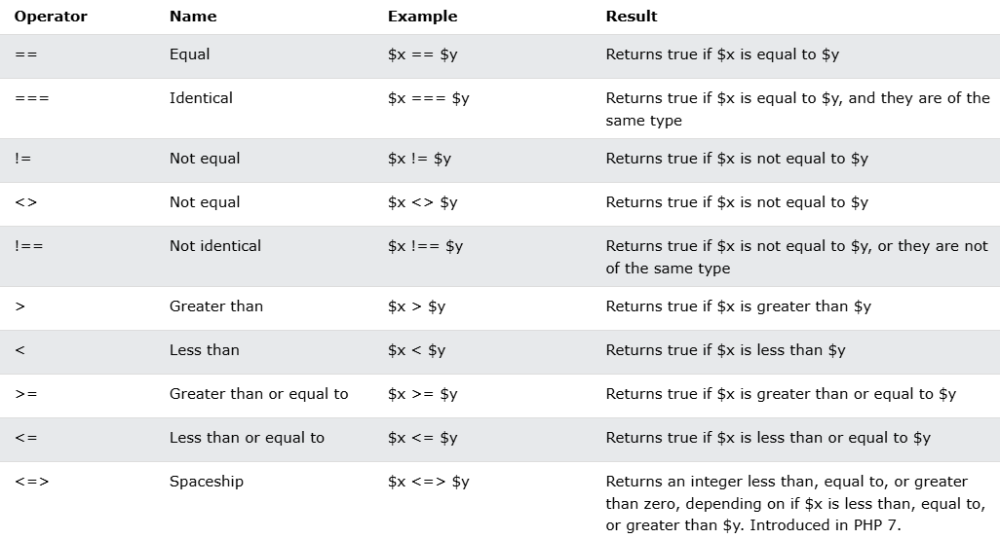 Operator Name Example Result
== Equal $x == $y Returns true if $x is equal to $y
=== Identical $x === $y Returns true if $x is equal to $y, and they are of the
same type
!= Not equal $x != $y Returns true if $x is not equal to $y
<> Not equal $x <> $y Returns true if $x is not equal to $y
!== Not identical $x !== $y Returns true if $x is not equal to $y, or they are not
of the same type
> Greater than $x > $y Returns true if $x is greater than $y
< Less than $x < $y Returns true if $x is less than $y
>= Greater than or equal to $x >= $y Returns true if $x is greater than or equal to $y
<= Less than or equal to $x <= $y Returns true if $x is less than or equal to $y
<=> Spaceship $x <=> $y Returns an integer less than, equal to, or greater
than zero, depending on if $x is less than, equal to,
or greater than $y. Introduced in PHP 7.